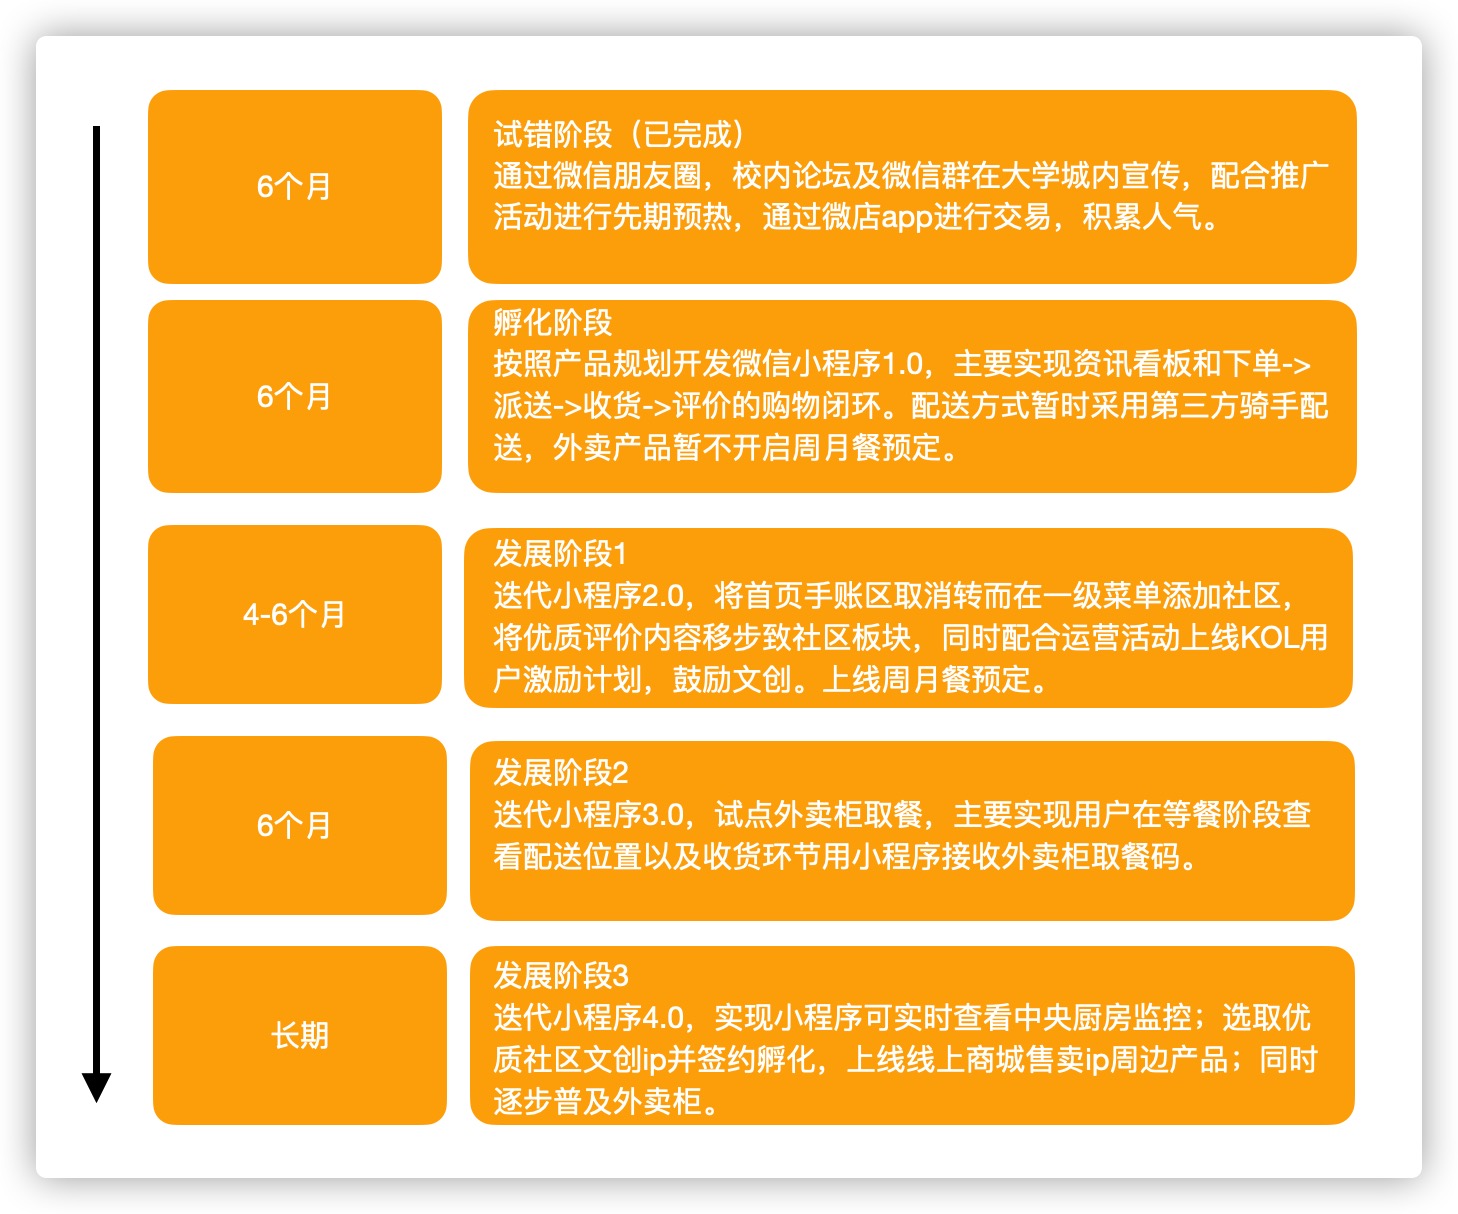 6个月
试错阶段（已完成）
通过微信朋友圈，校内论坛及微信群在大学城内宣传，配合推广
活动进行先期预热，通过微店app进行交易，积累人气。
6个月
孵化阶段
按照产品规划开发微信小程序1.0，主要实现资讯看板和下单->
派送->收货->评价的购物闭环。配送方式暂时采用第三方骑手配
送，外卖产品暂不开启周月餐预定。
4-6个月
发展阶段1
迭代小程序2.0，将首页手账区取消转而在一级菜单添加社区，
将优质评价内容移步致社区板块，同时配合运营活动上线KOL用
户激励计划，鼓励文创。上线周月餐预定。
6个月
发展阶段2
迭代小程序3.0，试点外卖柜取餐，主要实现用户在等餐阶段查
看配送位置以及收货环节用小程序接收外卖柜取餐码。
长期
发展阶段3
迭代小程序4.0，实现小程序可实时查看中央厨房监控；选取优
质社区文创ip并签约孵化，上线线上商城售卖ip周边产品；同时
逐步普及外卖柜。